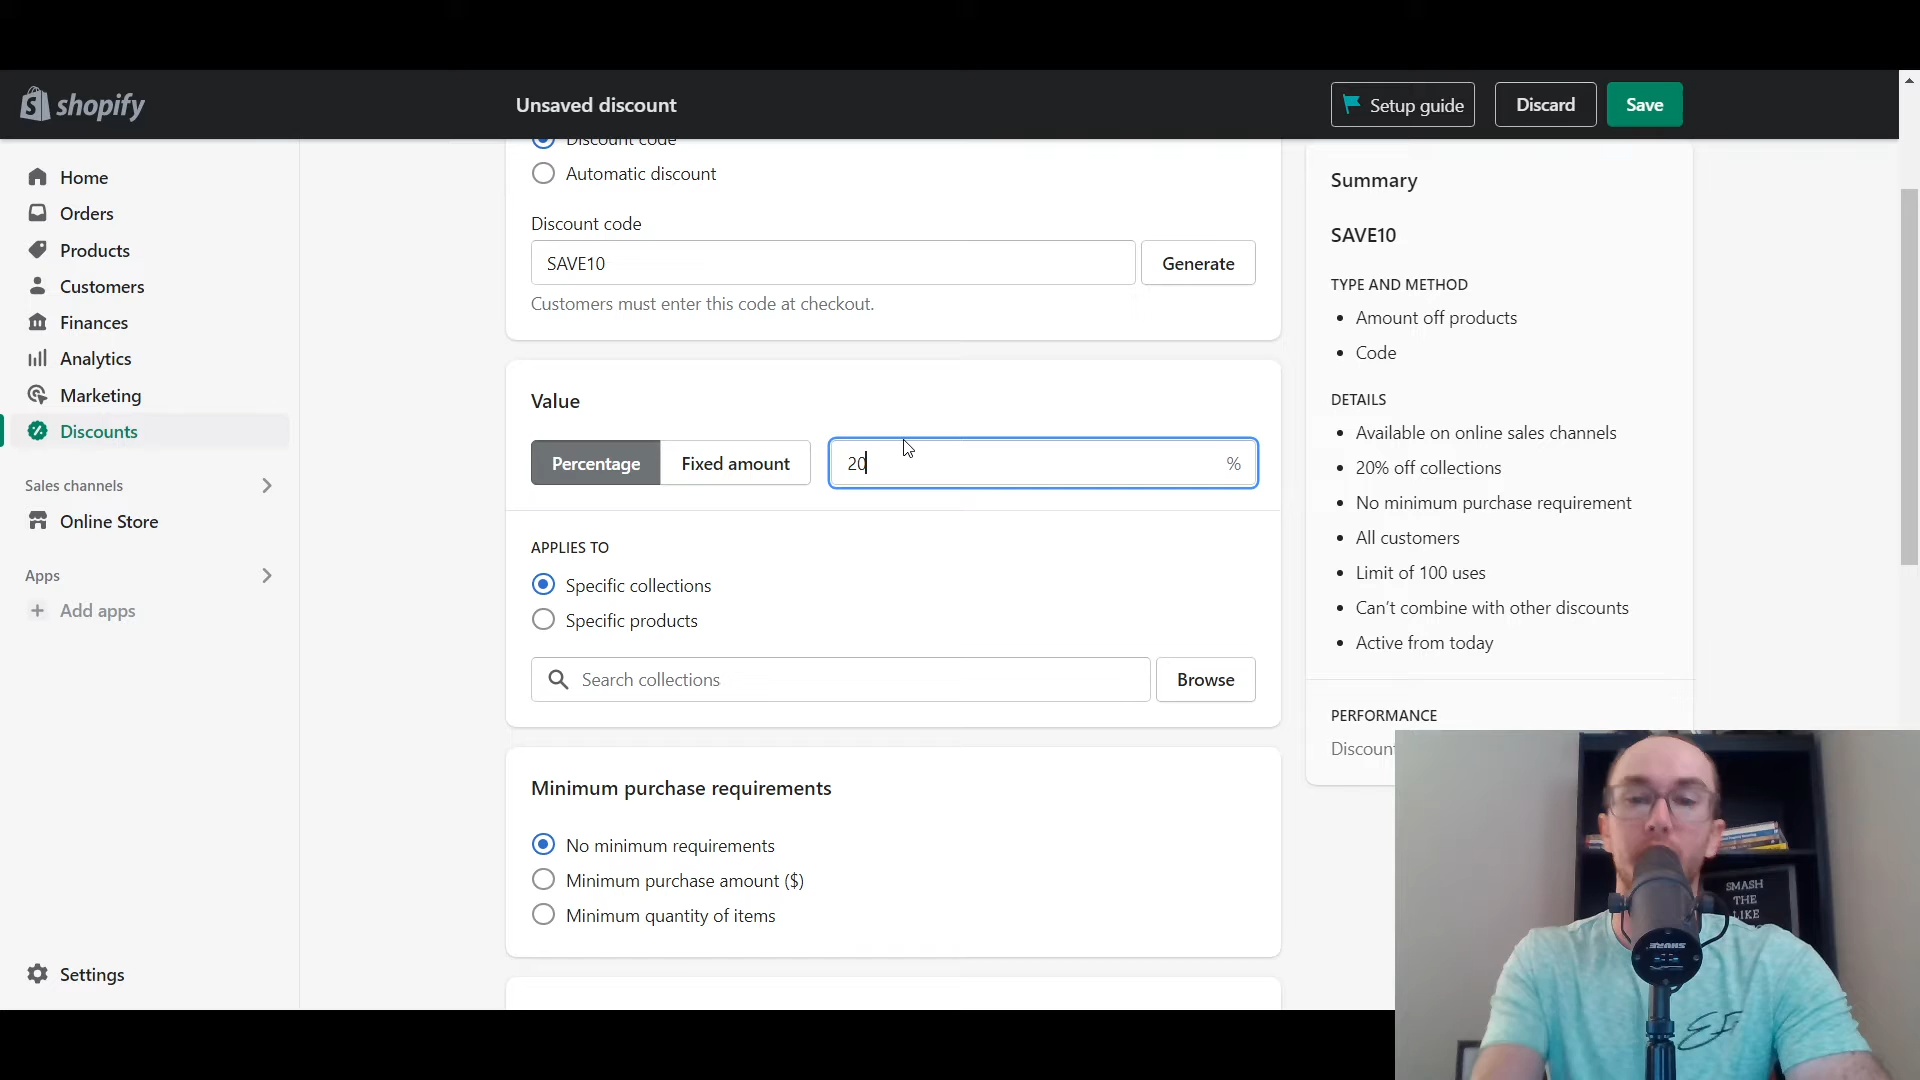 shopify
Unsaved discount
Setup guide
Discard
Save
Home
Orders
Products
Customers
Finances
Analytics
Marketing
Discounts
Sales channels
Online Store
Apps
Add apps
Settings
Discount code
Automatic discount
Discount code
SAVE10
Generate
Customers must enter this code at checkout.
Value
Percentage
Fixed amount
20
%
APPLIES TO
Specific collections
Specific products
Search collections
Browse
Minimum purchase requirements
No minimum requirements
Minimum purchase amount ($)
Minimum quantity of items
Summary
SAVE10
TYPE AND METHOD
• Amount off products
• Code
DETAILS
• Available on online sales channels
• 20% off collections
• No minimum purchase requirement
• All customers
• Limit of 100 uses
• Can't combine with other discounts
• Active from today
PERFORMANCE
Discount
SMASH
THE
LIKE
SHURE